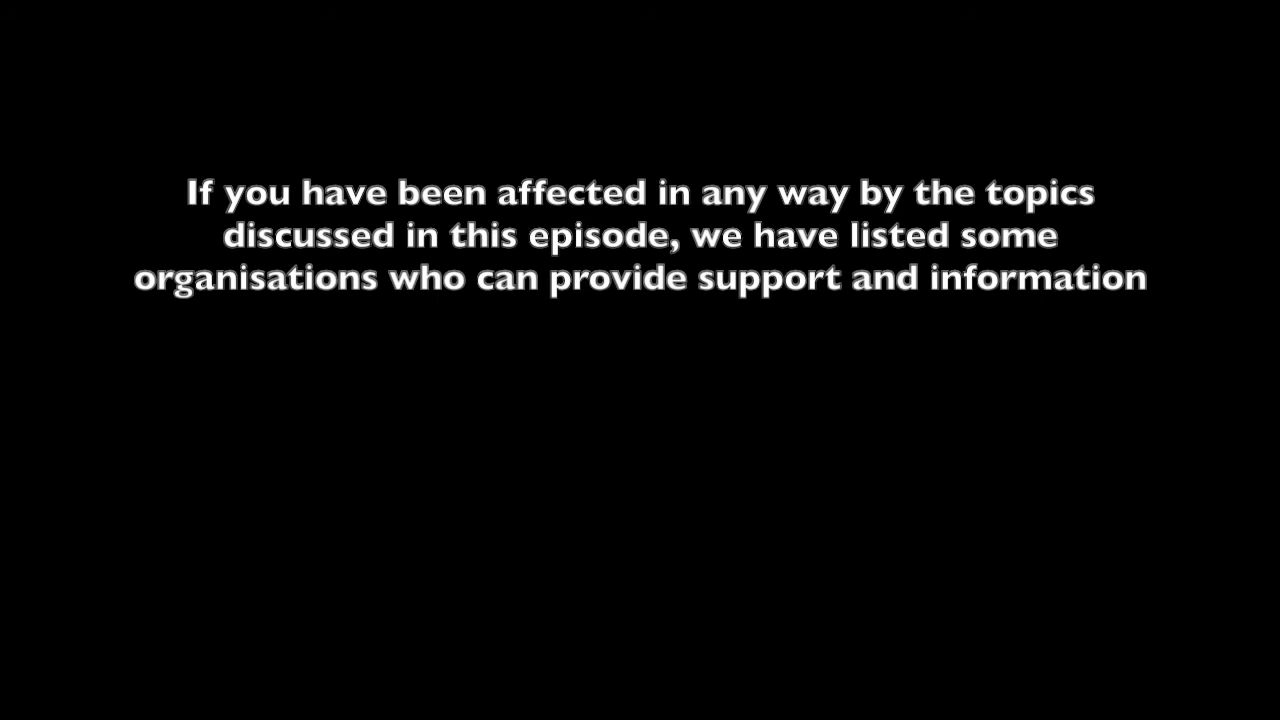 If you have been affected in any way by the topics
discussed in this episode, we have listed some
organisations who can provide support and information